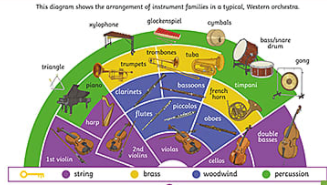 This diagram shows the arrangement of instrument families in a typical, Western orchestra.
glockenspiel
xylophone
cymbals
bass/snare
drum
gong
triangle
trombones
tuba
trumpets
timpani
piano
clarinets
bassoons
french
horn
harp
flutes
piccolos
oboes
double
basses
1st violin
2nd
violins
violas
cellos
string
brass
woodwind
percussion